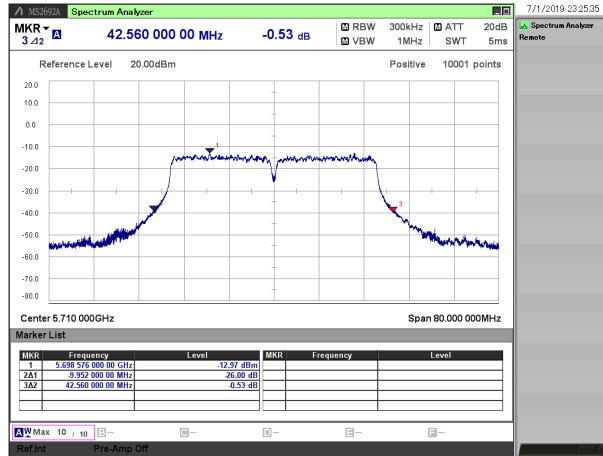 MS2692A Spectrum Analyzer
7/1/2019 23:25:35
MKR 3Δ2 A 42.560 000 00 MHz -0.53 dB
M RBW 300kHz M ATT 20dB
M VBW 1MHz SWT 5ms
Spectrum Analyzer
Remote
Reference Level 20.00dBm Positive 10001 points
20.0
10.0
0.0
-10.0
-20.0
-30.0
-40.0
-50.0
-60.0
-70.0
-80.0
1
3
Center 5.710 000GHz Span 80.000 000MHz
Marker List
MKR Frequency Level MKR Frequency Level
1 5.698 576 000 00 GHz -12.97 dBm
2Δ1 -9.952 000 00 MHz -26.00 dB
3Δ2 42.560 000 00 MHz -0.53 dB
A W Max 10 / 10 B-- C-- D-- E-- F--
Ref.Int Pre-Amp Off